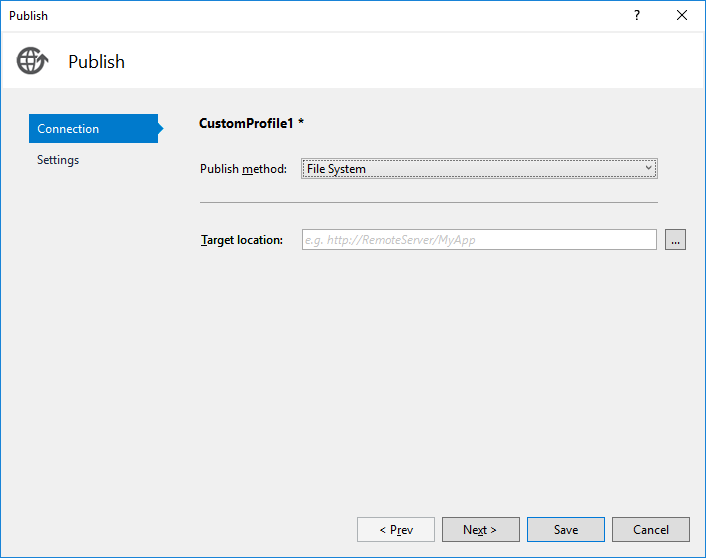 Publish
?
Publish
Connection
Settings
CustomProfile1 *
Publish method: File System
Target location: e.g. http://RemoteServer/MyApp ...
< Prev Next > Save Cancel